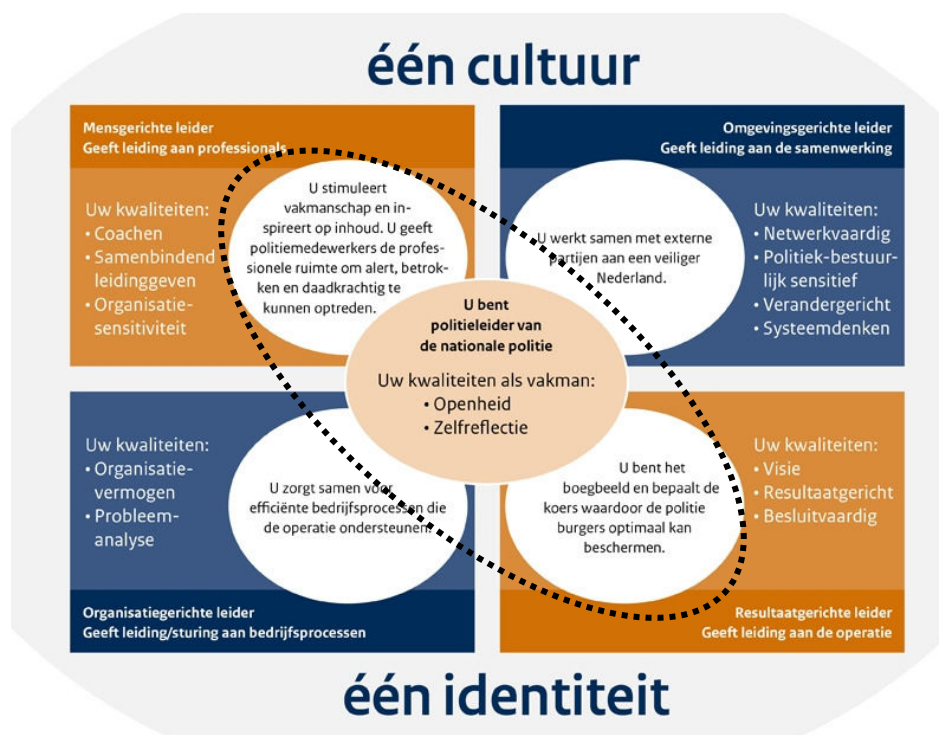 één cultuur
Mensgerichte leider
Geeft leiding aan professionals
Uw kwaliteiten:
• Coachen
• Samenbindend
leidinggeven
• Organisatie-
sensitiviteit
U stimuleert
vakmanschap en in-
spireert op inhoud. U geeft
politiemedewerkers de profes-
sionele ruimte om alert, betrok-
ken en daadkrachtig te
kunnen optreden.
Omgevingsgerichte leider
Geeft leiding aan de samenwerking
U werkt samen met externe
partijen aan een veiliger
Nederland.
Uw kwaliteiten:
• Netwerkvaardig
• Politiek-bestuur-
lijk sensitief
• Verandergericht
• Systeemdenken
U bent
politieleider van
de nationale politie
Uw kwaliteiten als vakman:
• Openheid
• Zelfreflectie
Uw kwaliteiten:
• Organisatie-
vermogen
• Probleem-
analyse
U zorgt samen voor
efficiënte bedrijfsprocessen die
de operatie ondersteunen.
Organisatiegerichte leider
Geeft leiding/sturing aan bedrijfsprocessen
U bent het
boegbeeld en bepaalt de
koers waardoor de politie
burgers optimaal kan
beschermen.
Uw kwaliteiten:
• Visie
• Resultaatgericht
• Besluitvaardig
Resultaatgerichte leider
Geeft leiding aan de operatie
één identiteit